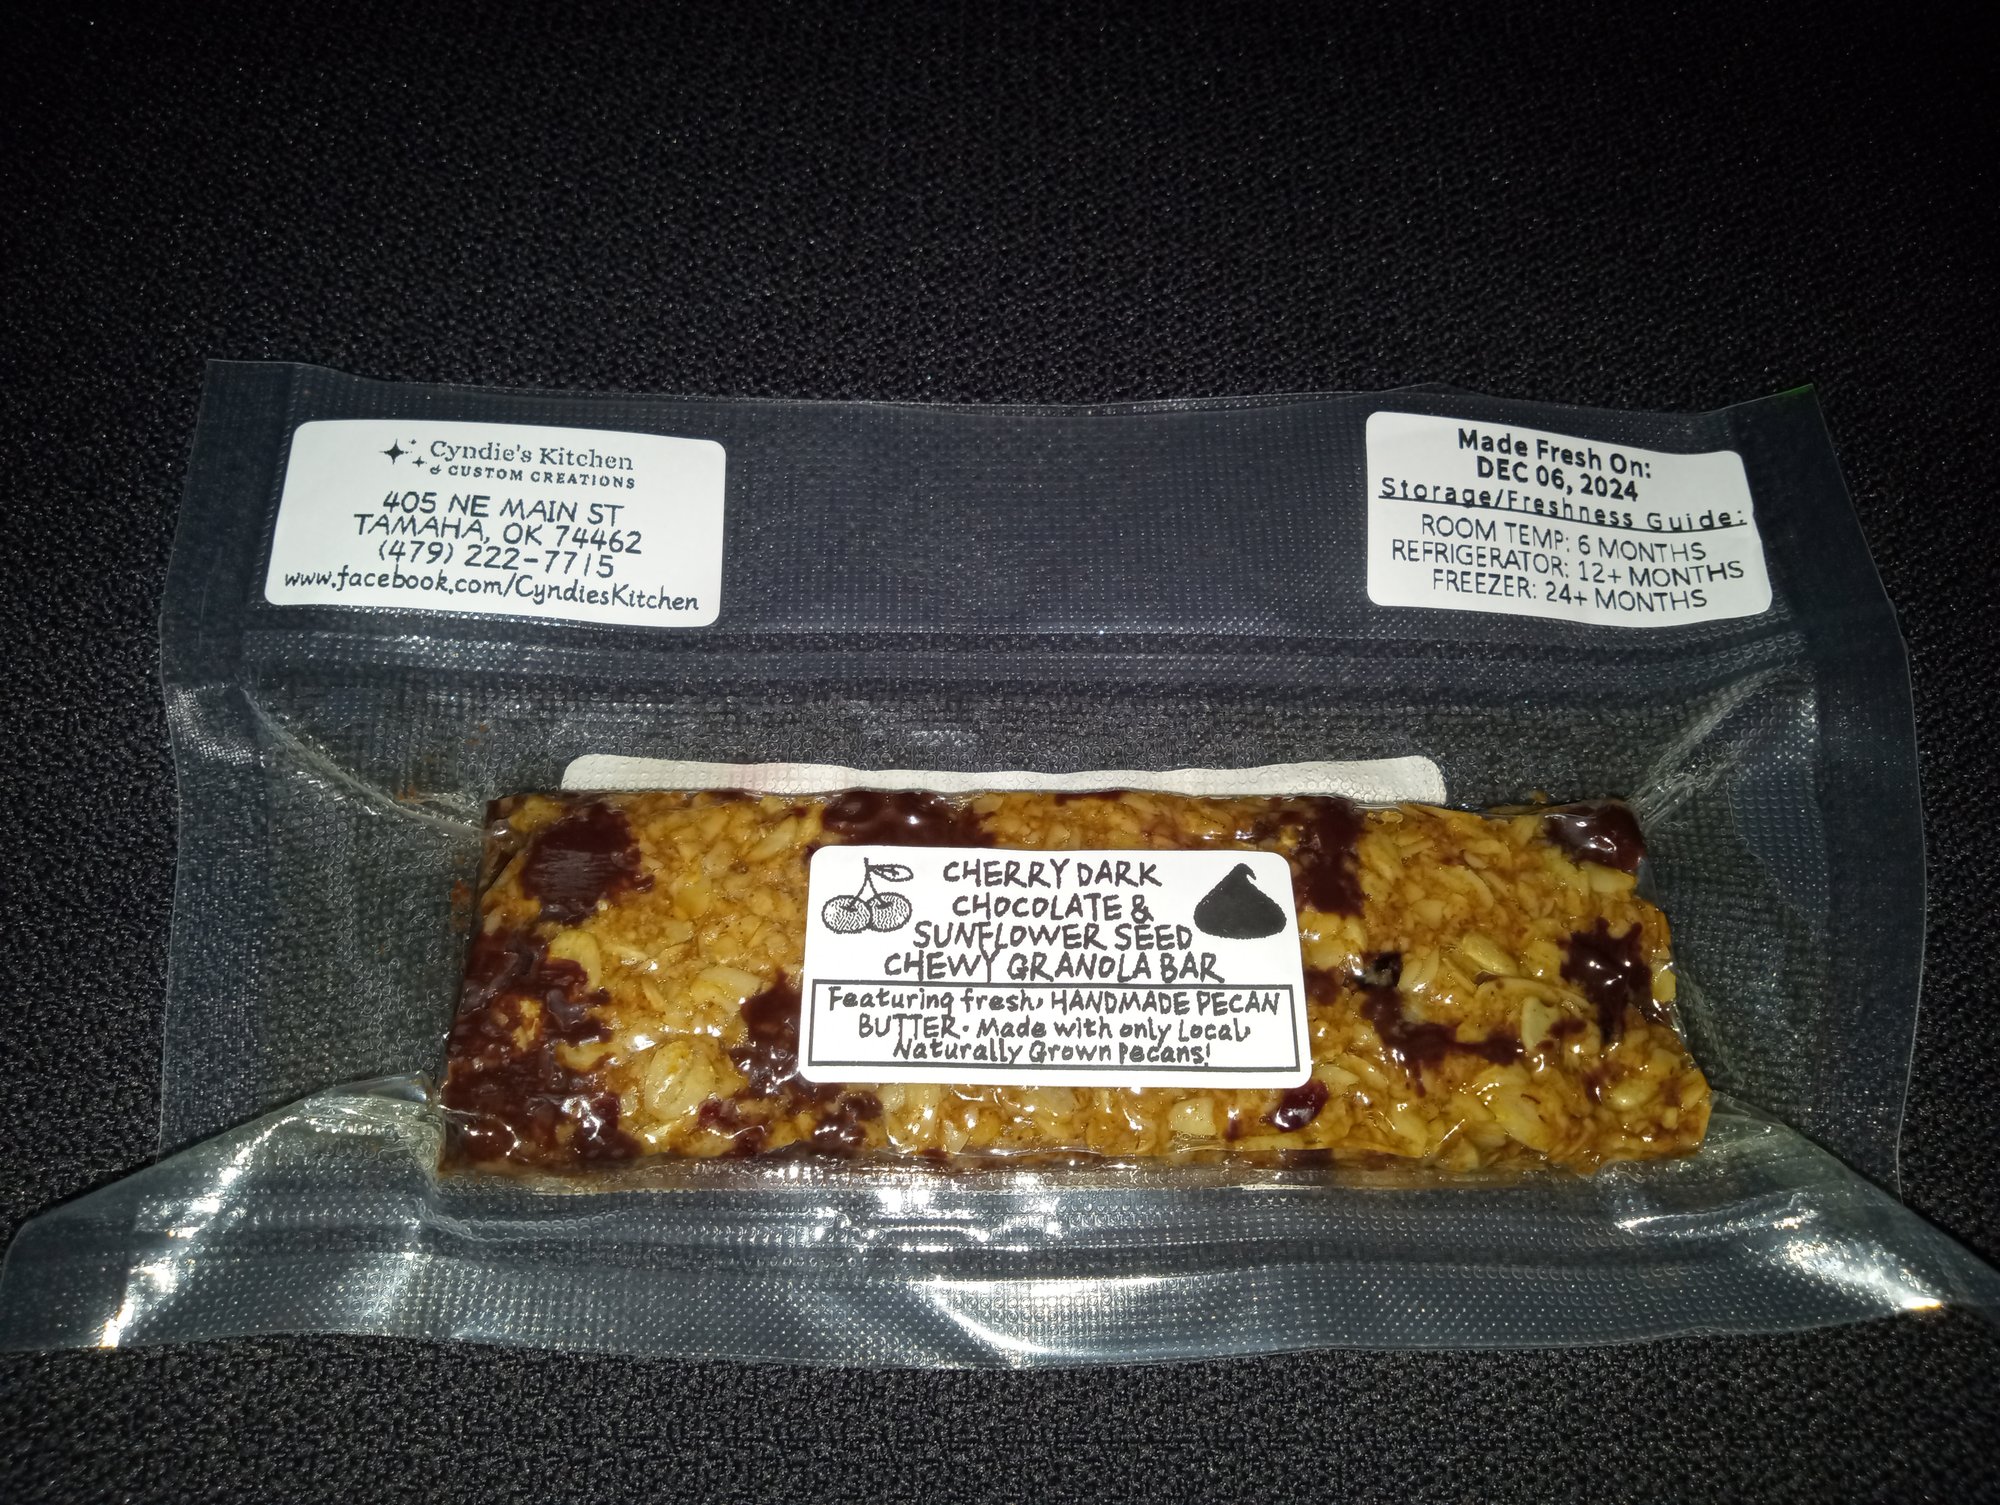 Cyndie's Kitchen
& CUSTOM CREATIONS
405 NE MAIN ST
TAMAHA, OK 74462
(479) 222-7715
www.facebook.com/CyndiesKitchen
Made Fresh On:
DEC 06, 2024
Storage/Freshness Guide:
ROOM TEMP: 6 MONTHS
REFRIGERATOR: 12+ MONTHS
FREEZER: 24+ MONTHS
CHERRY DARK
CHOCOLATE &
SUNFLOWER SEED
CHEWY GRANOLA BAR
Featuring fresh, HANDMADE PECAN
BUTTER. Made with only Local,
Naturally Grown Pecans!